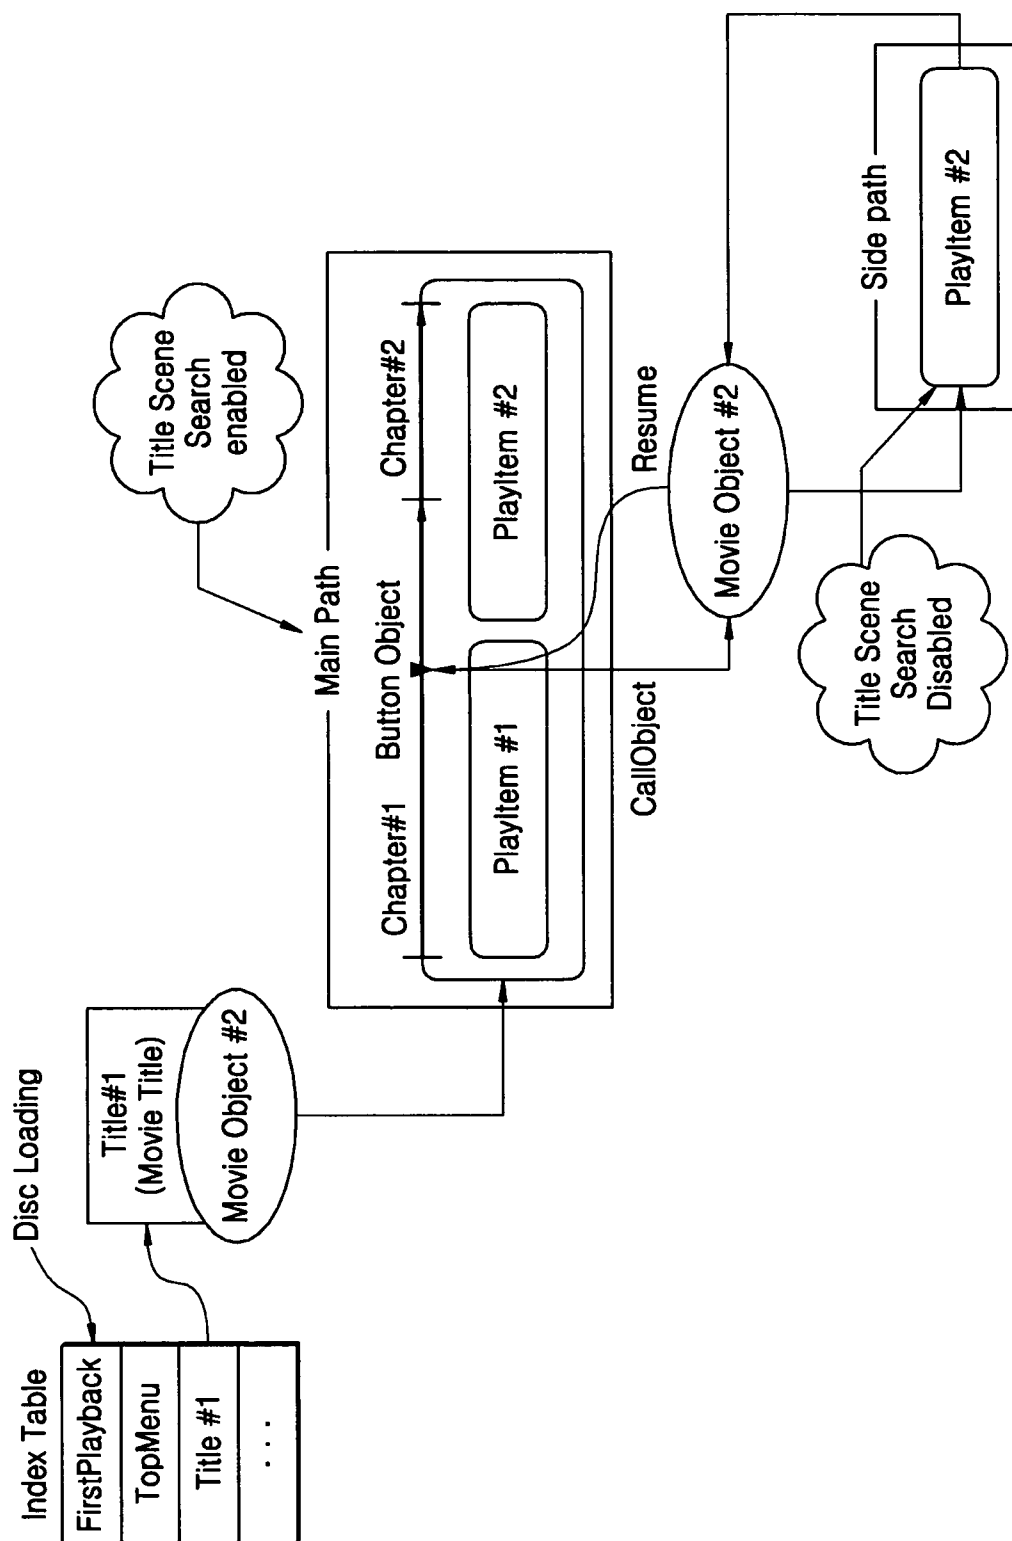 Index Table
FirstPlayback
TopMenu
Title #1
. . .
Disc Loading
Title#1
(Movie Title)
Movie Object #2
Title Scene
Search
enabled
Main Path
Chapter#1
Button Object
Chapter#2
PlayItem #1
PlayItem #2
CallObject
Resume
Movie Object #2
Title Scene
Search
Disabled
Side path
PlayItem #2